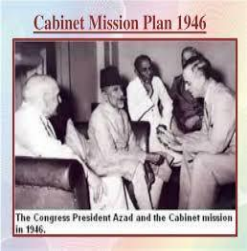 Cabinet Mission Plan 1946
The Congress President Azad and the Cabinet mission
in 1946.